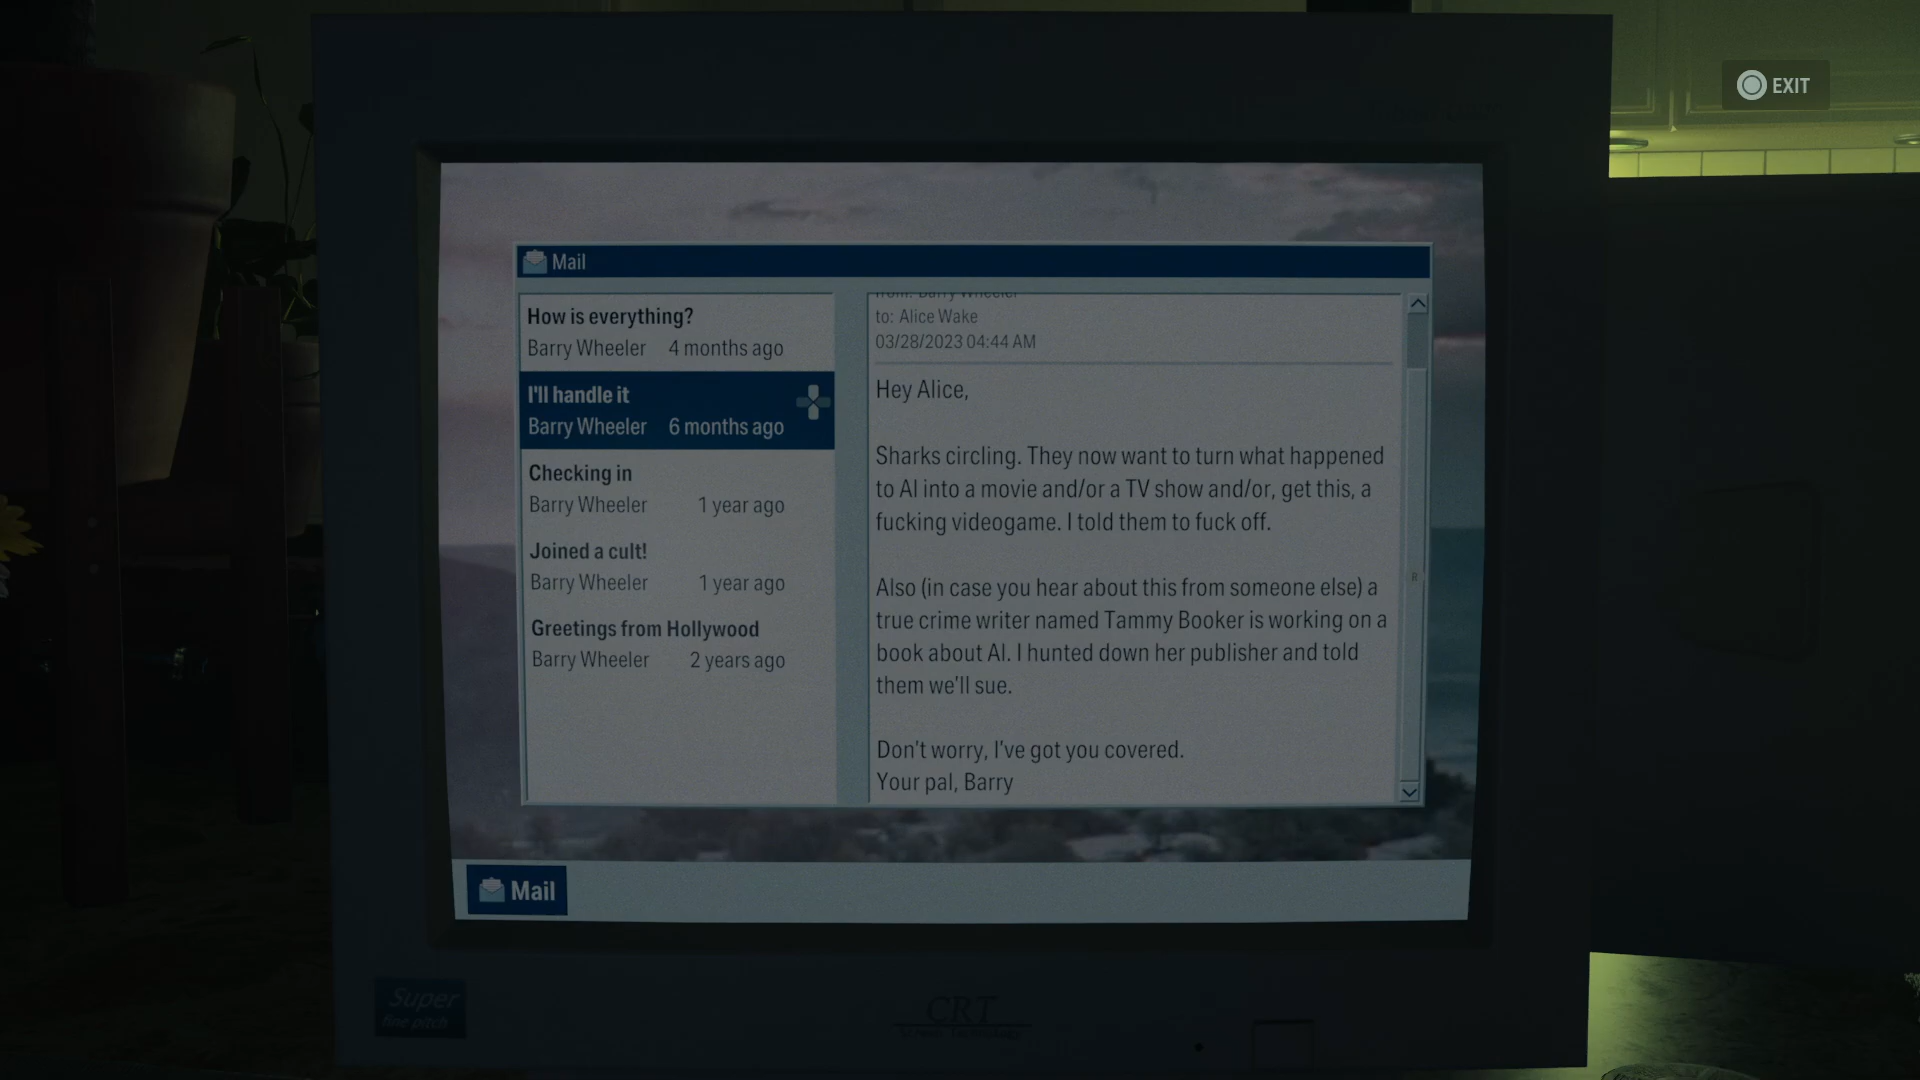 EXIT
Mail
How is everything?
Barry Wheeler 4 months ago
I'll handle it
Barry Wheeler 6 months ago
Checking in
Barry Wheeler 1 year ago
Joined a cult!
Barry Wheeler 1 year ago
Greetings from Hollywood
Barry Wheeler 2 years ago
from: Barry Wheeler
to: Alice Wake
03/28/2023 04:44 AM
Hey Alice,
Sharks circling. They now want to turn what happened
to Al into a movie and/or a TV show and/or, get this, a
fucking videogame. I told them to fuck off.
Also (in case you hear about this from someone else) a
true crime writer named Tammy Booker is working on a
book about Al. I hunted down her publisher and told
them we'll sue.
Don't worry, I've got you covered.
Your pal, Barry
R
Mail
Super
fine pitch
CRT